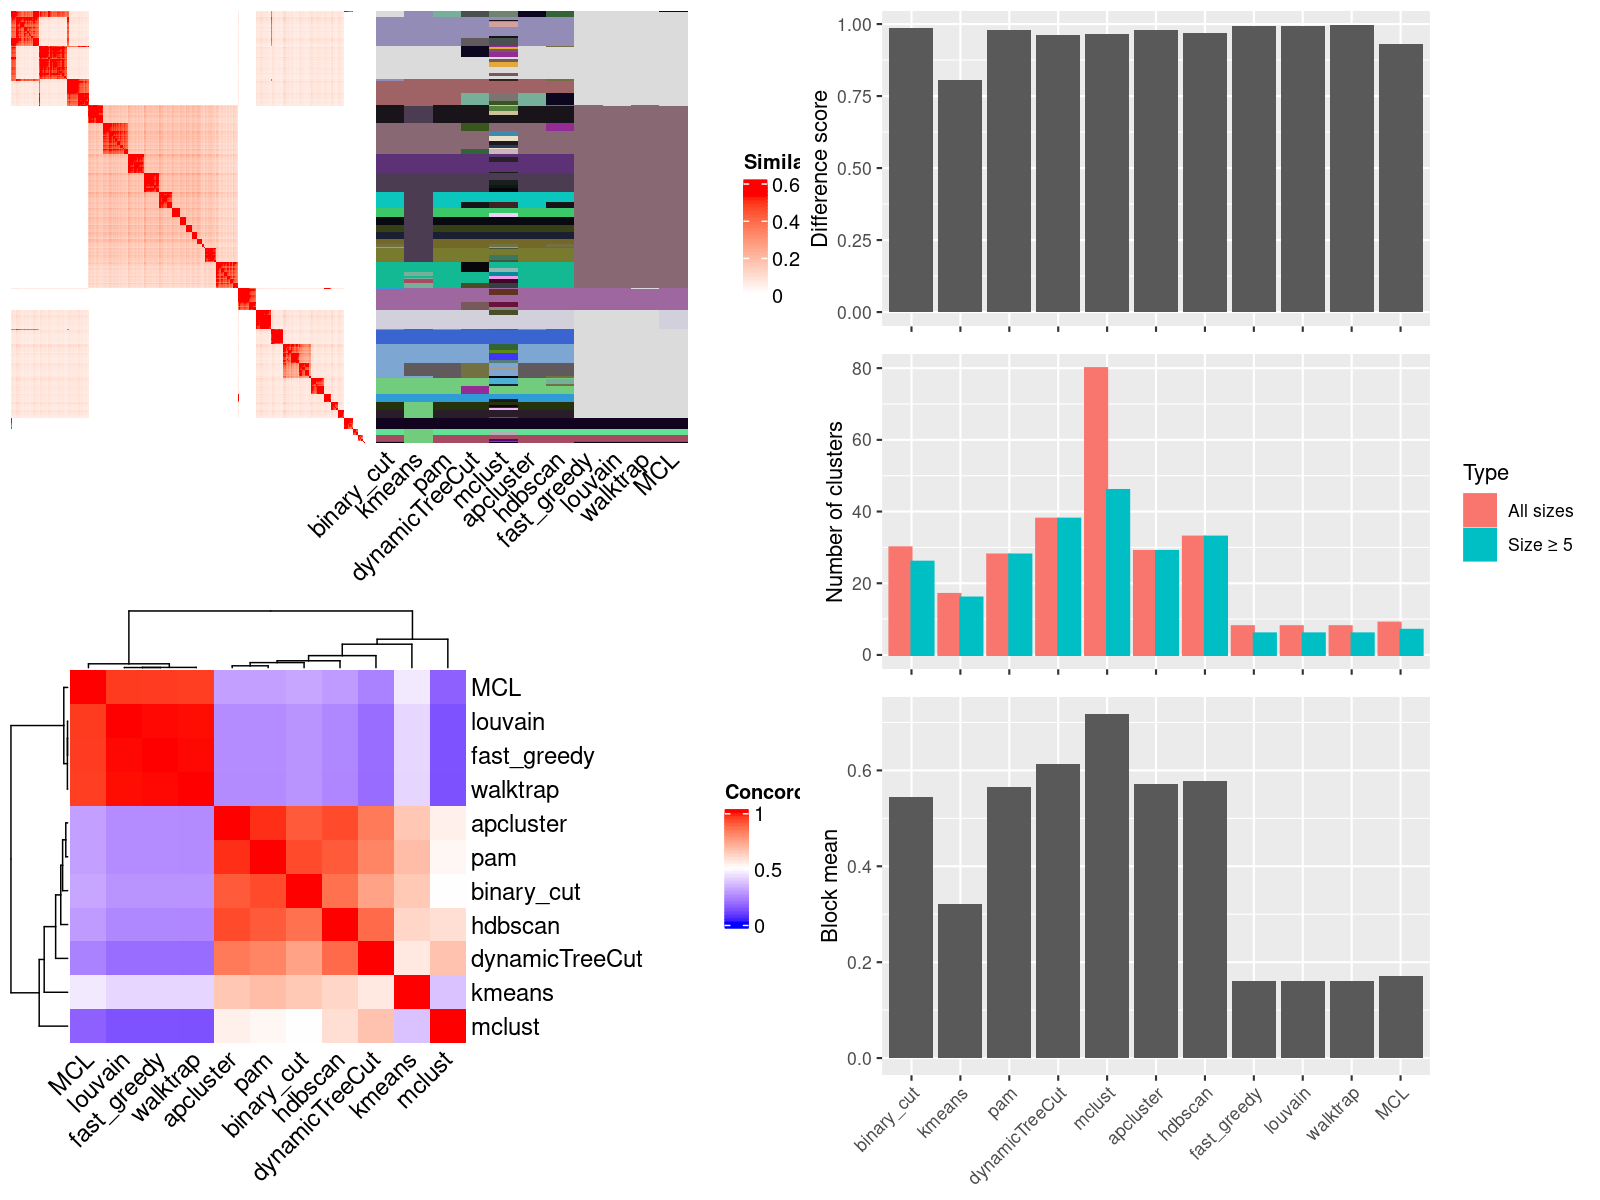 Simila
0.6
0.4
0.2
0
binary_cut
kmeans
pam
dynamicTreeCut
mclust
apcluster
hdbscan
fast_greedy
louvain
walktrap
MCL
MCL
louvain
fast_greedy
walktrap
apcluster
pam
binary_cut
hdbscan
dynamicTreeCut
kmeans
mclust
MCL
louvain
fast_greedy
walktrap
apcluster
pam
binary_cut
hdbscan
dynamicTreeCut
kmeans
mclust
Concord
1
0.5
0
Difference score
1.00
0.75
0.50
0.25
0.00
Number of clusters
80
60
40
20
0
Type
All sizes
Size ≥ 5
Block mean
0.6
0.4
0.2
0.0
binary_cut
kmeans
pam
dynamicTreeCut
mclust
apcluster
hdbscan
fast_greedy
louvain
walktrap
MCL